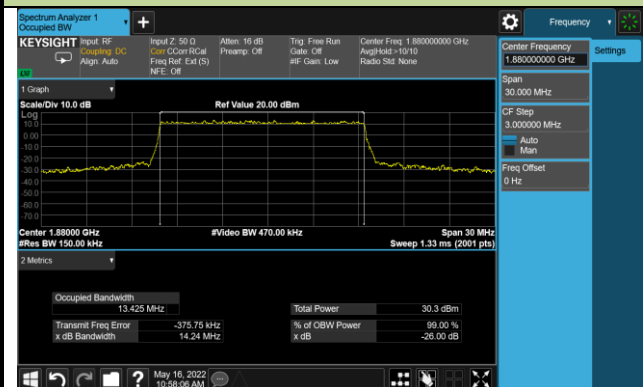 Spectrum Analyzer 1
Occupied BW
Frequency
KEYSIGHT
Input: RF
Coupling: DC
Align: Auto
Input Z: 50 Ω
Corr CCorr RCal
Freq Ref: Ext (S)
NFE: Off
Atten: 16 dB
Preamp: Off
Trig: Free Run
Gate: Off
#IF Gain: Low
Center Freq: 1.880000000 GHz
Avg|Hold:>10/10
Radio Std: None
Center Frequency
1.880000000 GHz
Settings
Span
30.000 MHz
CF Step
3.000000 MHz
Auto
Man
Freq Offset
0 Hz
1 Graph
Scale/Div 10.0 dB
Ref Value 20.00 dBm
Log
10.0
0.00
-10.0
-20.0
-30.0
-40.0
-50.0
-60.0
-70.0
Center 1.88000 GHz
#Video BW 470.00 kHz
Span 30 MHz
#Res BW 150.00 kHz
Sweep 1.33 ms (2001 pts)
2 Metrics
Occupied Bandwidth
13.425 MHz
Total Power
30.3 dBm
Transmit Freq Error
-375.75 kHz
% of OBW Power
99.00 %
x dB Bandwidth
14.24 MHz
x dB
-26.00 dB
May 16, 2022
10:58:06 AM